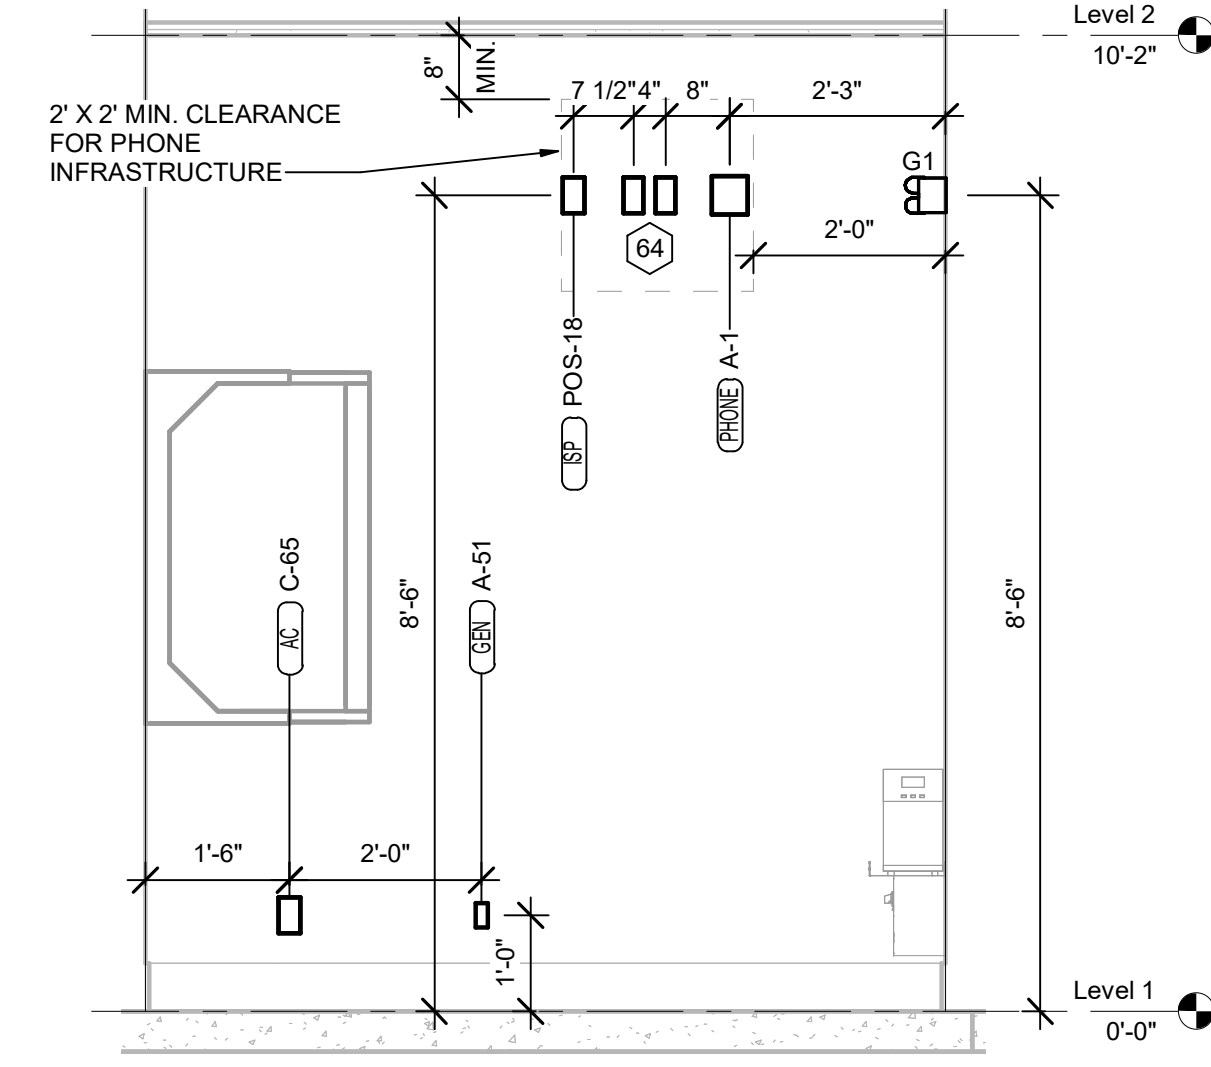 Level 2
10'-2"
8"
MIN.
7 1/2"
4"
8"
2'-3"
2' X 2' MIN. CLEARANCE
FOR PHONE
INFRASTRUCTURE
G1
64
2'-0"
POS-18
ISP
A-1
PHONE
C-65
AC
A-51
GEN
8'-6"
8'-6"
1'-6"
2'-0"
1'-0"
Level 1
0'-0"